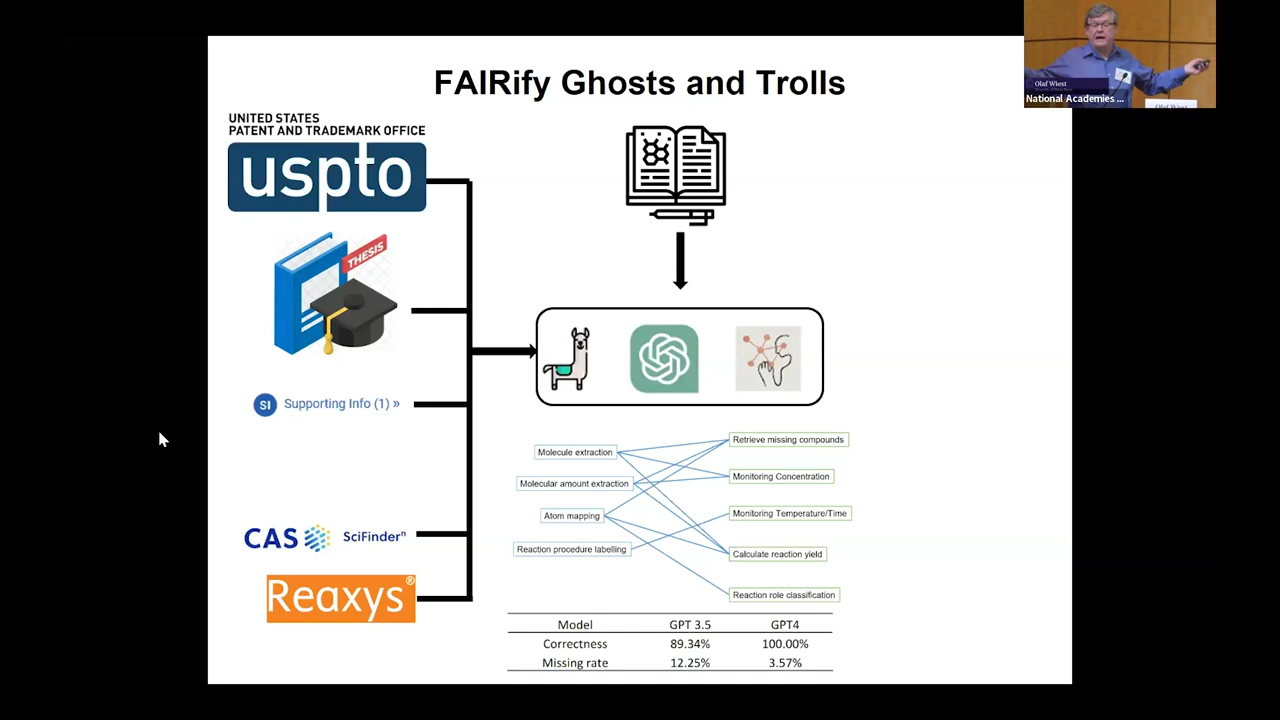 FAIRify Ghosts and Trolls
Olaf Wiest
National Academies ...
Olaf Wiest
UNITED STATES
PATENT AND TRADEMARK OFFICE
uspto
THESIS
SI Supporting Info (1) »
CAS SciFinderⁿ
Reaxys®
Molecule extraction
Molecular amount extraction
Atom mapping
Reaction procedure labelling
Retrieve missing compounds
Monitoring Concentration
Monitoring Temperature/Time
Calculate reaction yield
Reaction role classification
Model GPT 3.5 GPT4
Correctness 89.34% 100.00%
Missing rate 12.25% 3.57%